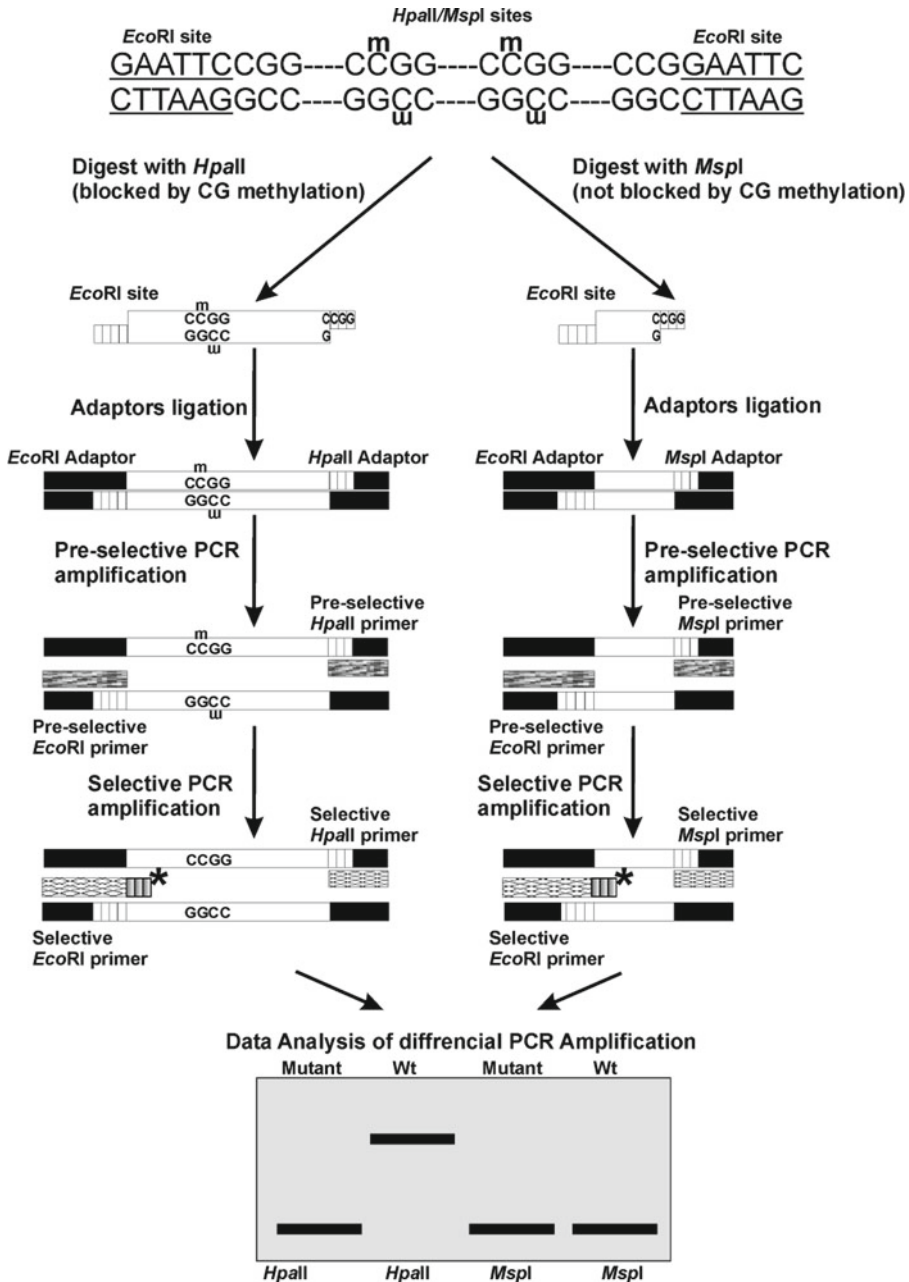 HpaII/MspI sites
EcoRI site
EcoRI site
m
m
GAATTCCCGG----CCGG----CCGG----CCGGAATTC
CTTAAGGGCC----GGCC----GGCC----GGCCTTAAG
m
m
Digest with HpaII
(blocked by CG methylation)
Digest with MspI
(not blocked by CG methylation)
EcoRI site
m
CCGG
GGCC
m
CCGG
G
EcoRI site
CCGG
G
Adaptors ligation
Adaptors ligation
EcoRI Adaptor
m
HpaII Adaptor
CCGG
GGCC
m
EcoRI Adaptor
MspI Adaptor
Pre-selective PCR
amplification
Pre-selective PCR
amplification
Pre-selective
HpaII primer
m
CCGG
GGCC
m
Pre-selective
EcoRI primer
Pre-selective
MspI primer
Pre-selective
EcoRI primer
Selective PCR
amplification
Selective PCR
amplification
Selective
HpaII primer
CCGG
*
GGCC
Selective
EcoRI primer
Selective
MspI primer
*
Selective
EcoRI primer
Data Analysis of diffrencial PCR Amplification
Mutant Wt Mutant Wt
HpaII HpaII MspI MspI